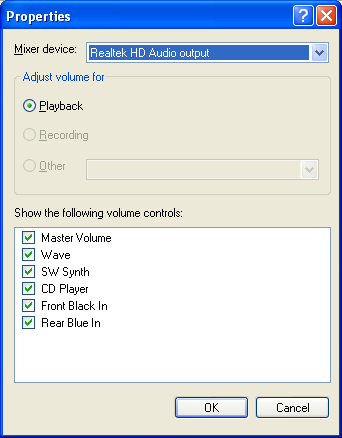 Properties
Mixer device: Realtek HD Audio output
Adjust volume for
Playback
Recording
Other
Show the following volume controls:
Master Volume
Wave
SW Synth
CD Player
Front Black In
Rear Blue In
OK Cancel